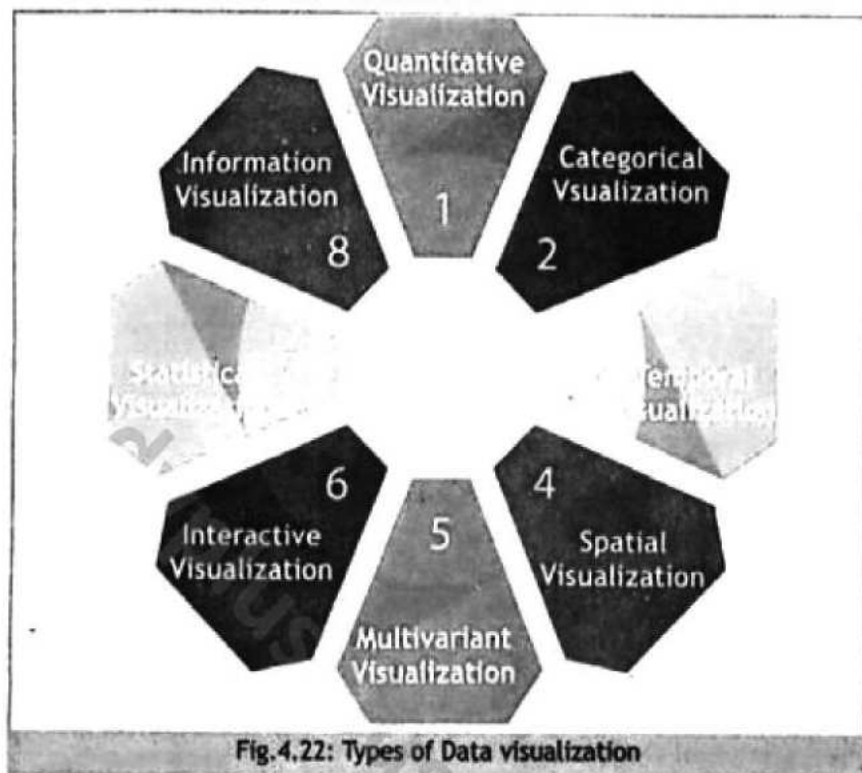 Quantitative
Visualization
1
Categorical
Vsualization
2
Temporal
Spatial
Visualization
4
Multivariant
Visualization
5
Interactive
Visualization
6
Information
Visualization
8
Fig.4.22: Types of Data visualization